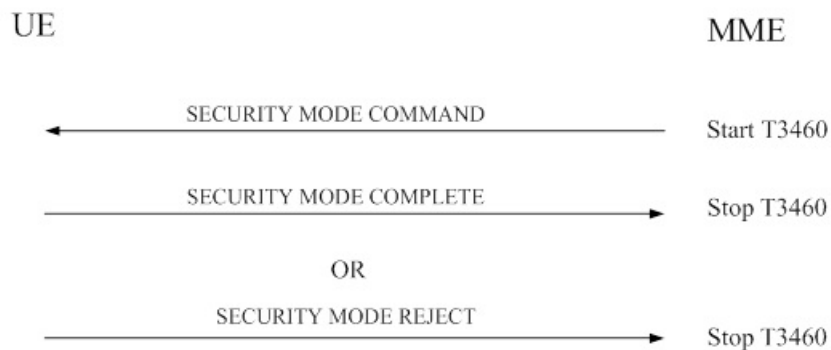 UE
MME
SECURITY MODE COMMAND
Start T3460
SECURITY MODE COMPLETE
Stop T3460
OR
SECURITY MODE REJECT
Stop T3460